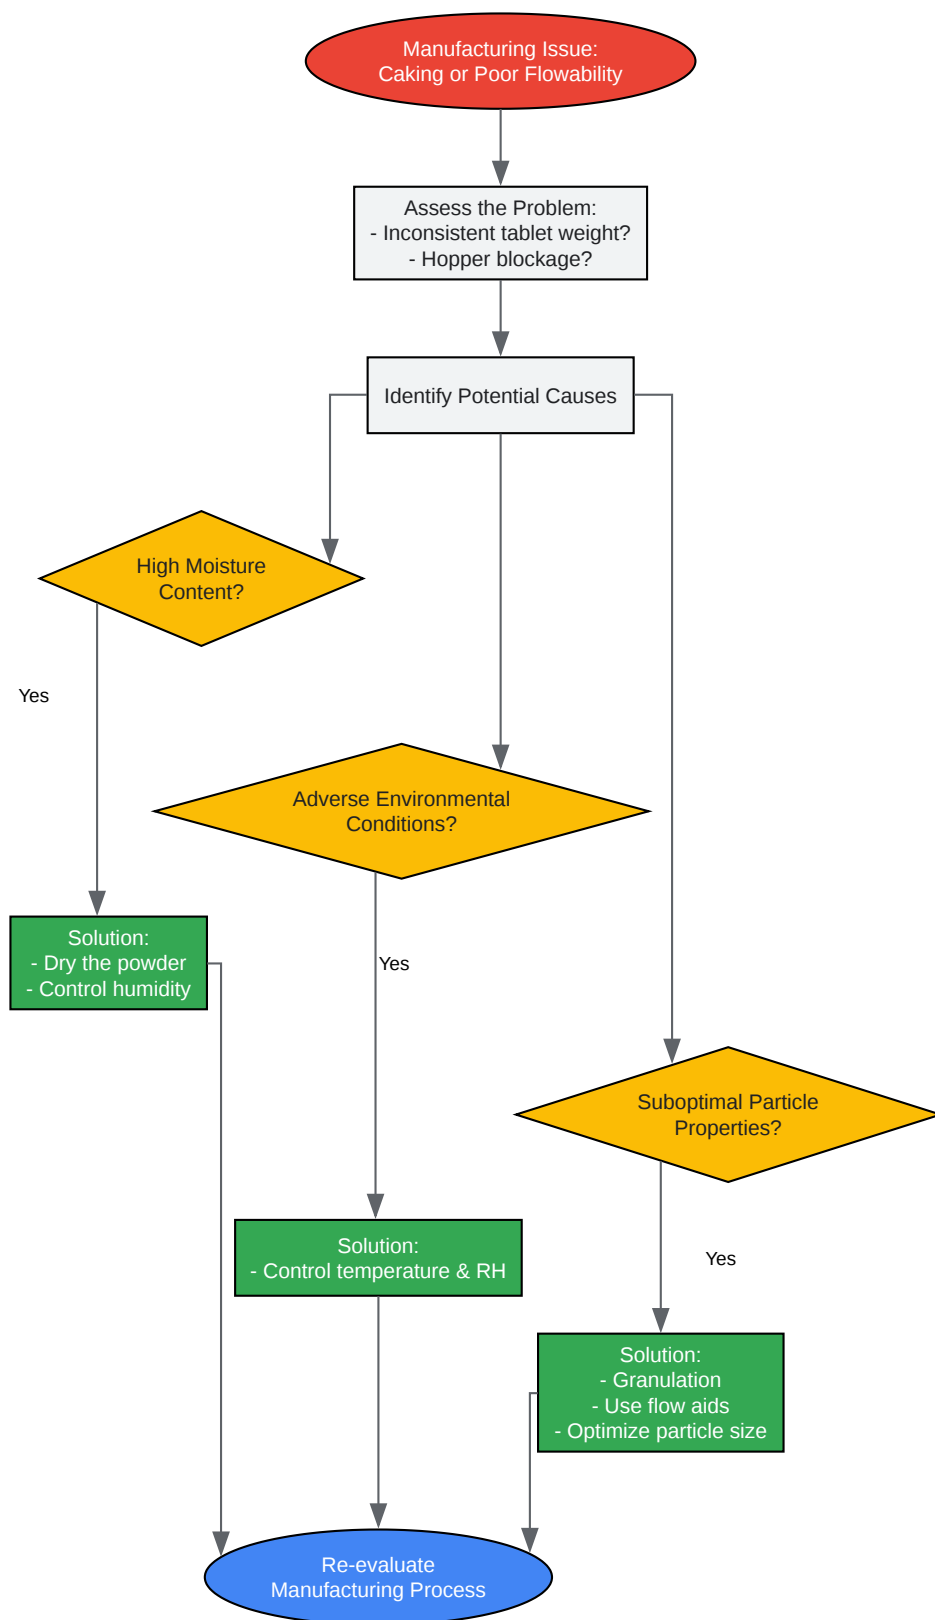 Manufacturing Issue:
Caking or Poor Flowability
Assess the Problem:
- Inconsistent tablet weight?
- Hopper blockage?
Identify Potential Causes
High Moisture
Content?
Yes
Adverse Environmental
Conditions?
Solution:
- Dry the powder
- Control humidity
Yes
Suboptimal Particle
Properties?
Solution:
- Control temperature & RH
Yes
Solution:
- Granulation
- Use flow aids
- Optimize particle size
Re-evaluate
Manufacturing Process